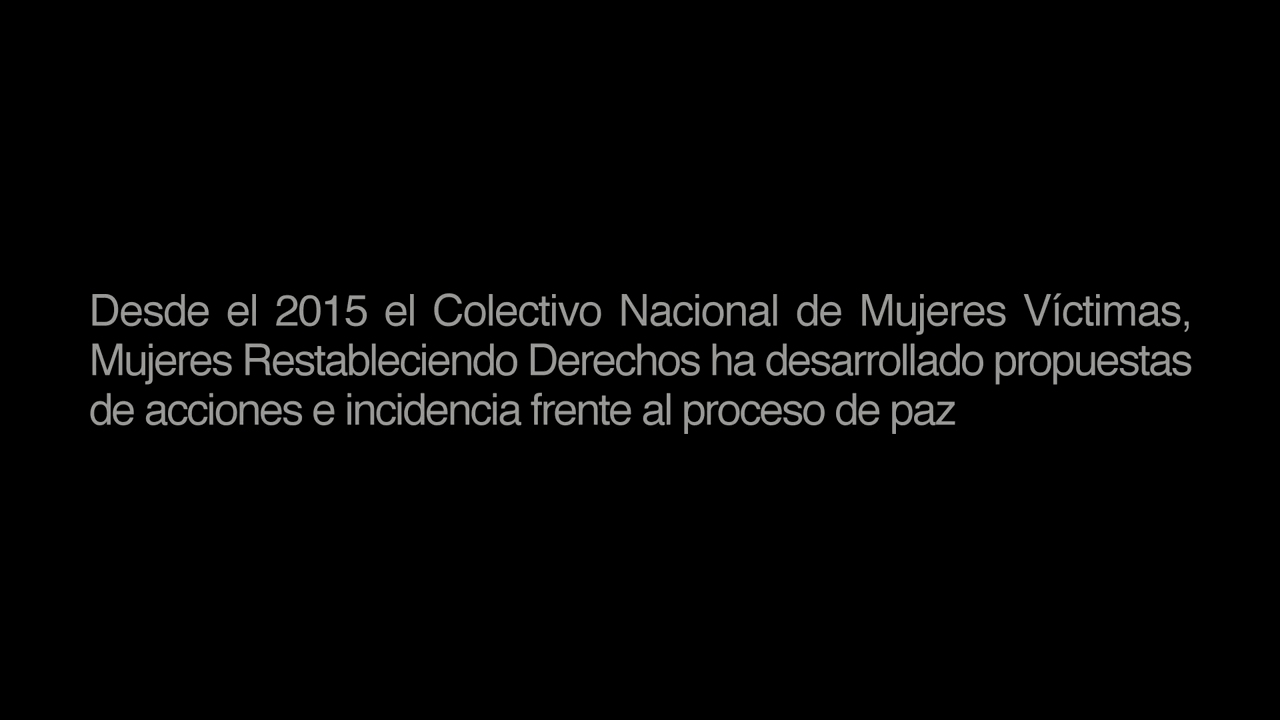 Desde el 2015 el Colectivo Nacional de Mujeres Víctimas,
Mujeres Restableciendo Derechos ha desarrollado propuestas
de acciones e incidencia frente al proceso de paz